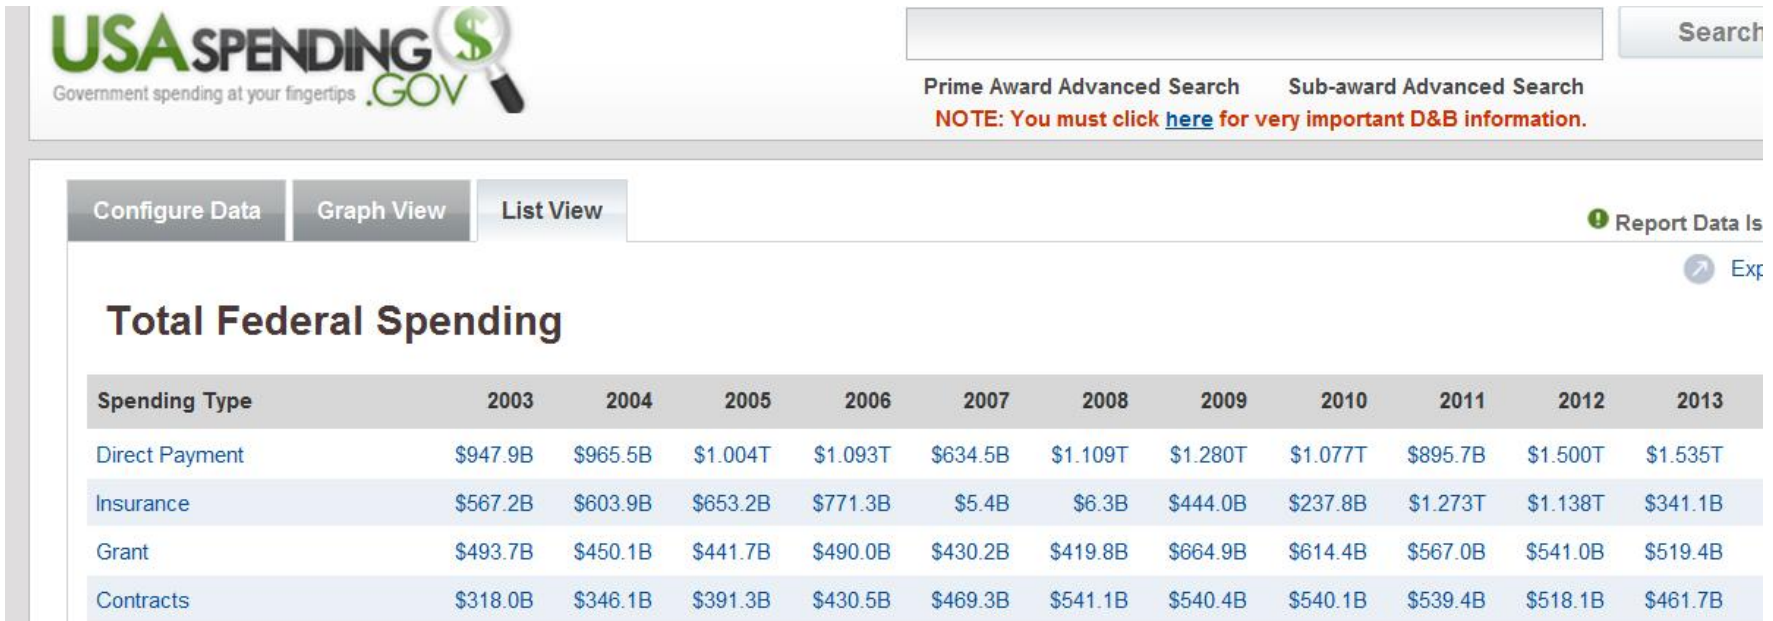 USASPENDING.GOV
Government spending at your fingertips
Search
Prime Award Advanced Search Sub-award Advanced Search
NOTE: You must click here for very important D&B information.
Configure Data Graph View List View
Report Data Is
Exp
Total Federal Spending
Spending Type 2003 2004 2005 2006 2007 2008 2009 2010 2011 2012 2013
Direct Payment $947.9B $965.5B $1.004T $1.093T $634.5B $1.109T $1.280T $1.077T $895.7B $1.500T $1.535T
Insurance $567.2B $603.9B $653.2B $771.3B $5.4B $6.3B $444.0B $237.8B $1.273T $1.138T $341.1B
Grant $493.7B $450.1B $441.7B $490.0B $430.2B $419.8B $664.9B $614.4B $567.0B $541.0B $519.4B
Contracts $318.0B $346.1B $391.3B $430.5B $469.3B $541.1B $540.4B $540.1B $539.4B $518.1B $461.7B